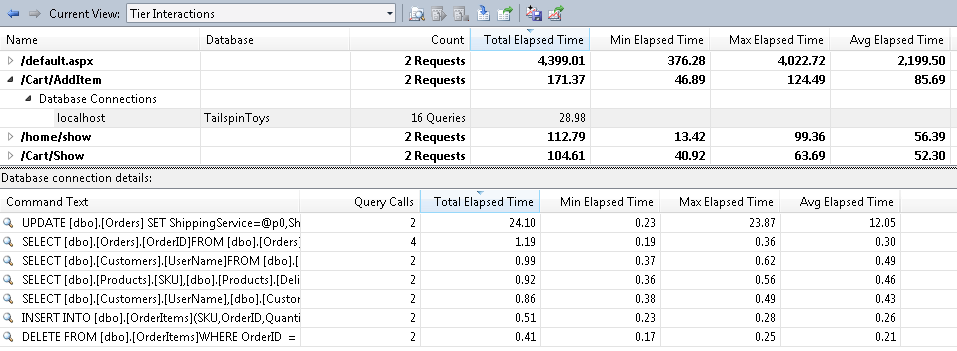 Current View: Tier Interactions
Name Database Count Total Elapsed Time Min Elapsed Time Max Elapsed Time Avg Elapsed Time
/default.aspx 2 Requests 4,399.01 376.28 4,022.72 2,199.50
/Cart/AddItem 2 Requests 171.37 46.89 124.49 85.69
Database Connections
localhost TailspinToys 16 Queries 28.98
/home/show 2 Requests 112.79 13.42 99.36 56.39
/Cart/Show 2 Requests 104.61 40.92 63.69 52.30
Database connection details:
Command Text Query Calls Total Elapsed Time Min Elapsed Time Max Elapsed Time Avg Elapsed Time
UPDATE [dbo].[Orders] SET ShippingService=@p0,Sh 2 24.10 0.23 23.87 12.05
SELECT [dbo].[Orders].[OrderID]FROM [dbo].[Orders] 4 1.19 0.19 0.36 0.30
SELECT [dbo].[Customers].[UserName]FROM [dbo].[ 2 0.99 0.37 0.62 0.49
SELECT [dbo].[Products].[SKU],[dbo].[Products].[Deli 2 0.92 0.36 0.56 0.46
SELECT [dbo].[Customers].[UserName],[dbo].[Custor 2 0.86 0.38 0.49 0.43
INSERT INTO [dbo].[OrderItems](SKU,OrderID,Quanti 2 0.51 0.23 0.28 0.26
DELETE FROM [dbo].[OrderItems]WHERE OrderID = 2 0.41 0.17 0.25 0.21